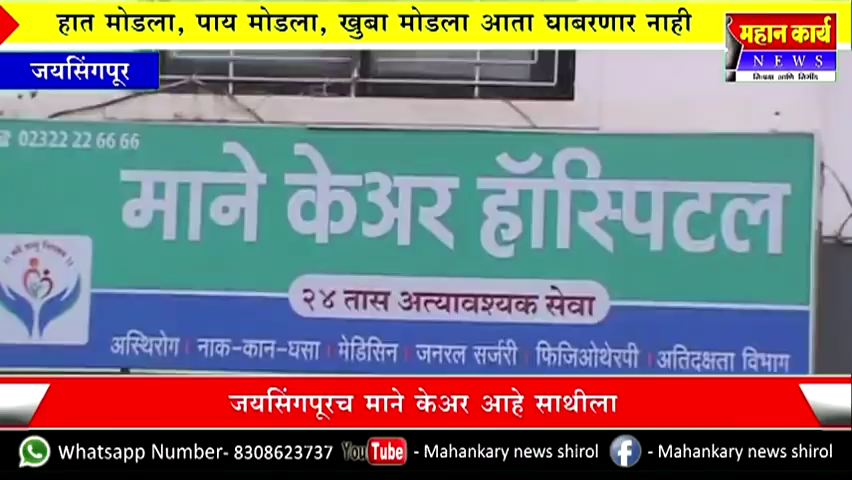 हात मोडला, पाय मोडला, खुबा मोडला आता घाबरणार नाही
महान कार्य
NEWS
जयसिंगपूर
02322 22 66 66
माने केअर हॉस्पिटल
२४ तास अत्यावश्यक सेवा
अस्थिरोग | नाक-कान-घसा | मेडिसिन | जनरल सर्जरी | फिजिओथेरपी | अतिदक्षता विभाग
जयसिंगपूरच माने केअर आहे साथीला
Whatsapp Number- 8308623737 YouTube - Mahankary news shirol - Mahankary news shirol